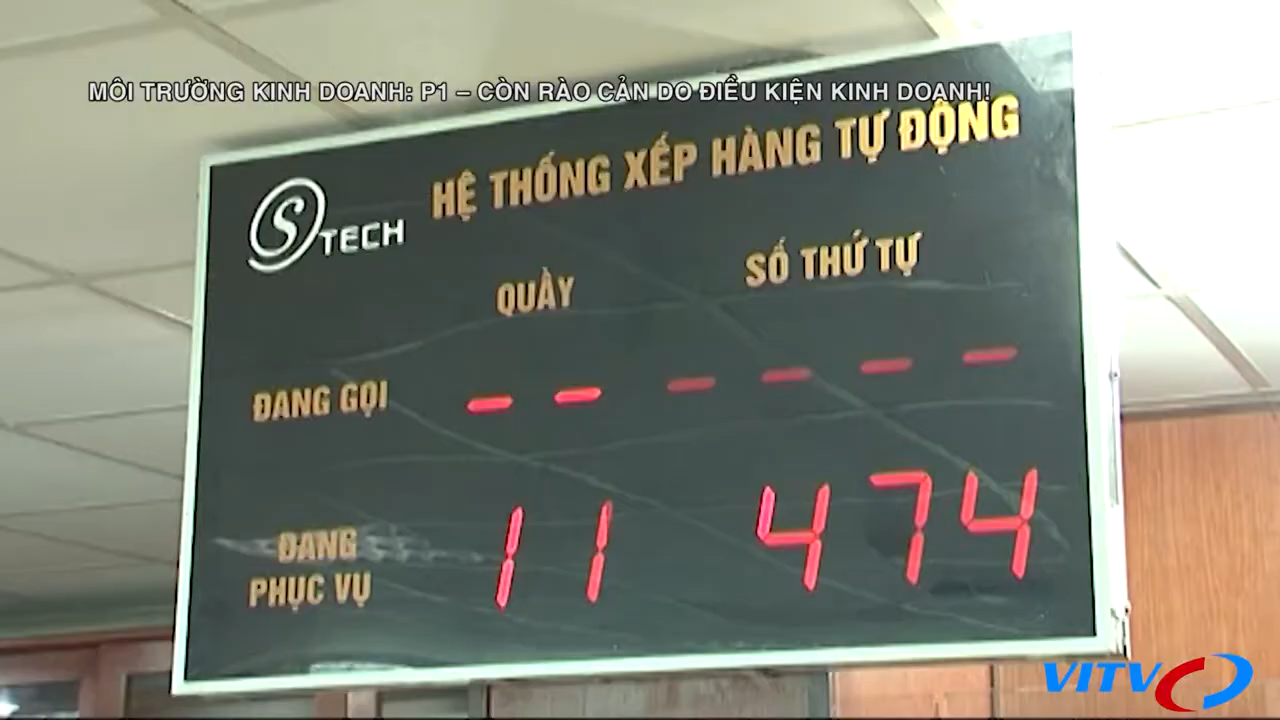 MÔI TRƯỜNG KINH DOANH: P1 – CÒN RÀO CẢN DO ĐIỀU KIỆN KINH DOANH!
HỆ THỐNG XẾP HÀNG TỰ ĐỘNG
S TECH
QUẦY SỐ THỨ TỰ
ĐANG GỌI -- ----
ĐANG
PHỤC VỤ 11 474
VITV